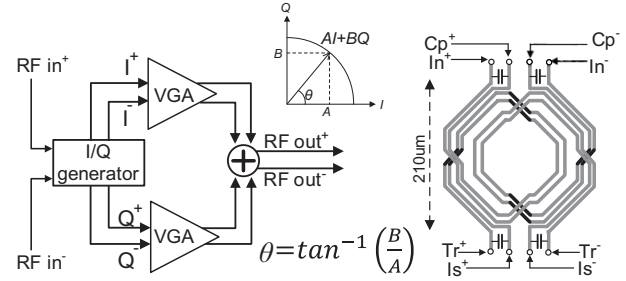 RF in⁺
RF in⁻
I/Q
generator
I⁺
I⁻
VGA
Q⁺
Q⁻
VGA
RF out⁺
RF out⁻
Q
B
AI+BQ
θ
A
I
θ=tan⁻¹(B/A)
Cp⁺
Cp⁻
In⁺
In⁻
210um
Tr⁺
Tr⁻
Is⁺
Is⁻